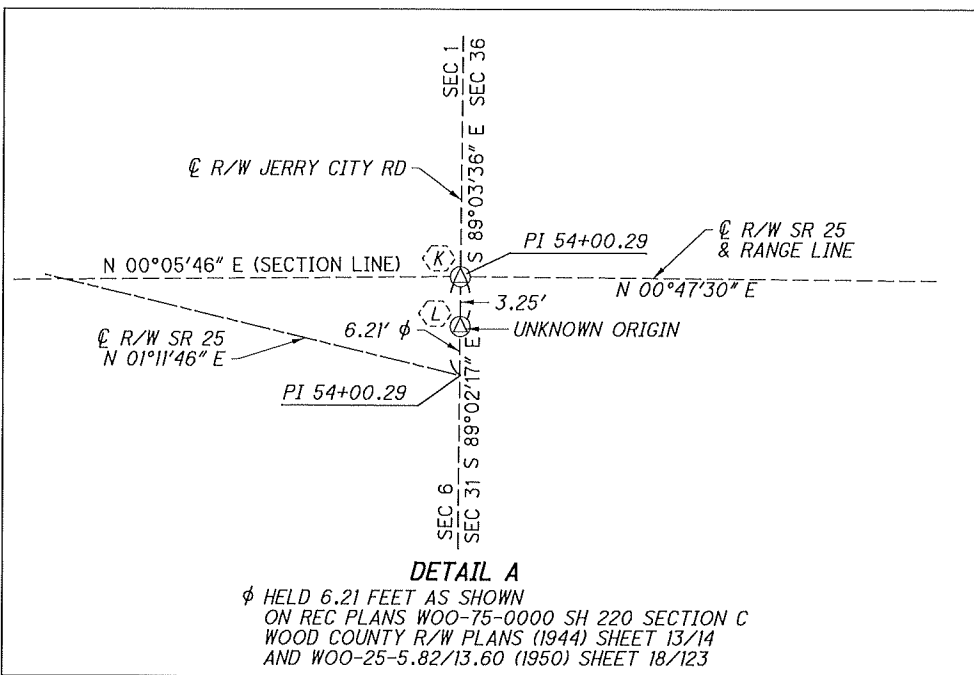 SEC 1
SEC 36
℄ R/W JERRY CITY RD
S 89°03'36" E
PI 54+00.29
℄ R/W SR 25
& RANGE LINE
N 00°05'46" E (SECTION LINE)
K
N 00°47'30" E
3.25'
L
6.21' ϕ
UNKNOWN ORIGIN
℄ R/W SR 25
N 01°11'46" E
S 89°02'17" E
PI 54+00.29
SEC 6
SEC 31
DETAIL A
ϕ HELD 6.21 FEET AS SHOWN
ON REC PLANS WOO-75-0000 SH 220 SECTION C
WOOD COUNTY R/W PLANS (1944) SHEET 13/14
AND WOO-25-5.82/13.60 (1950) SHEET 18/123